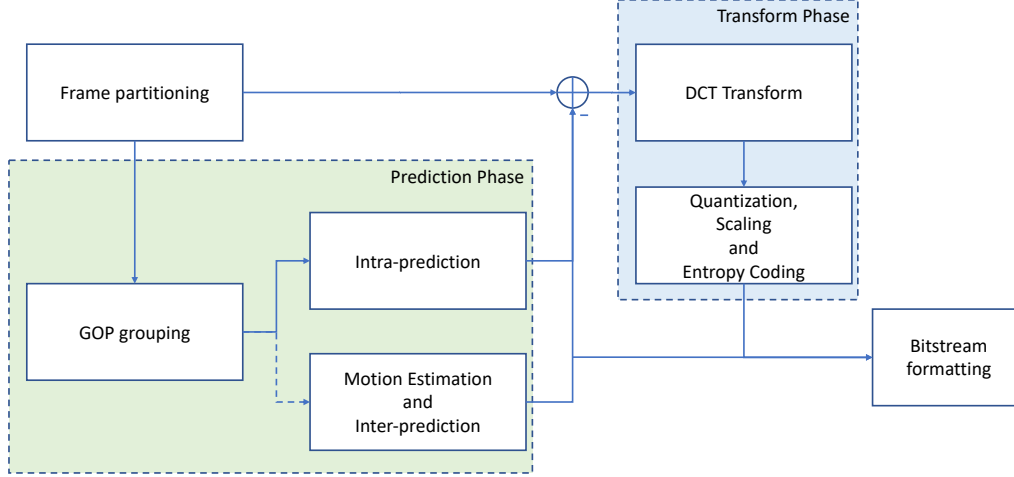 Transform Phase
Frame partitioning
DCT Transform
–
Prediction Phase
Quantization,
Scaling
and
Entropy Coding
Intra-prediction
GOP grouping
Bitstream
formatting
Motion Estimation
and
Inter-prediction